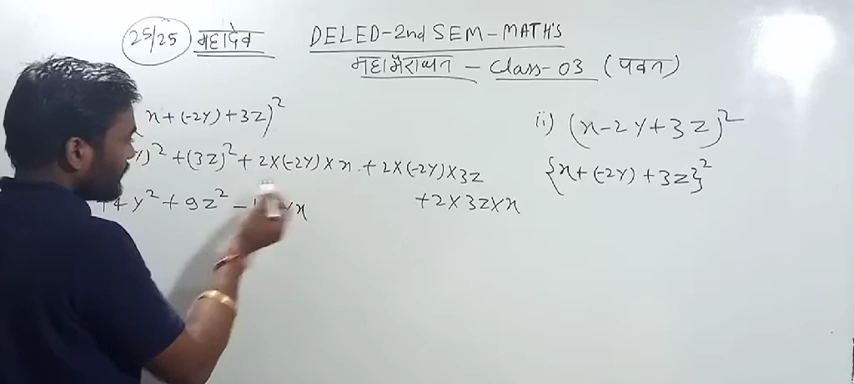 25/25 महादेव DELED-2nd SEM-MATH'S
महामैराथन - Class-03 (पवन)
x+(-2y)+3z)²
ii) (x-2y+3z)²
y)²+(3z)²+2×(-2y)×x+2×(-2y)×3z
{x+(-2y)+3z}²
+4y²+9z²- yx
+2×3z×x